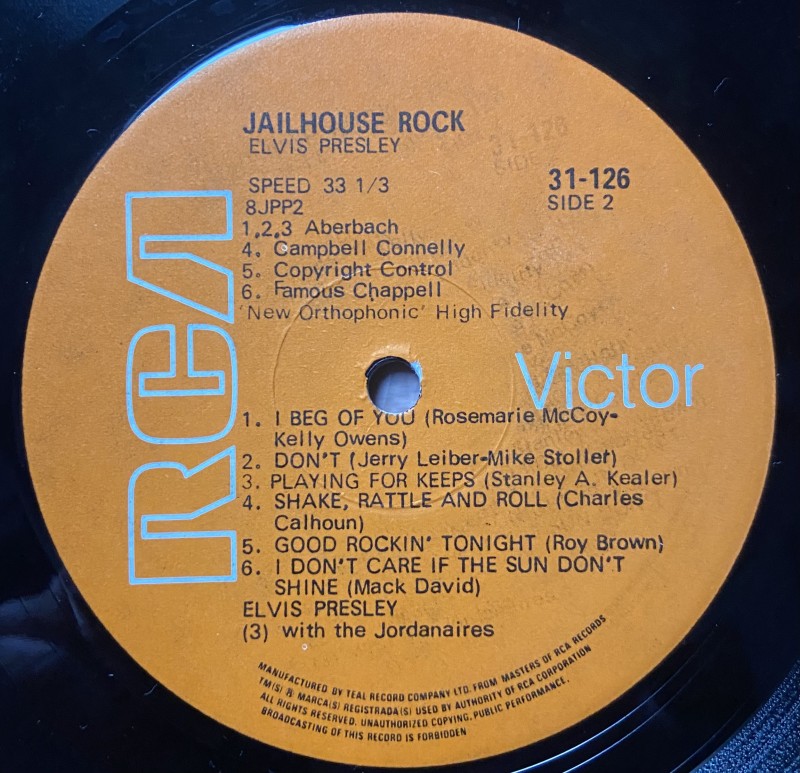 JAILHOUSE ROCK
ELVIS PRESLEY
SPEED 33 1/3
31-126
8JPP2
SIDE 2
1,2,3 Aberbach
4. Campbell Connelly
5. Copyright Control
6. Famous Chappell
'New Orthophonic' High Fidelity
RCA
Victor
1. I BEG OF YOU (Rosemarie McCoy-
Kelly Owens)
2. DON'T (Jerry Leiber-Mike Stoller)
3. PLAYING FOR KEEPS (Stanley A. Kealer)
4. SHAKE, RATTLE AND ROLL (Charles
Calhoun)
5. GOOD ROCKIN' TONIGHT (Roy Brown)
6. I DON'T CARE IF THE SUN DON'T
SHINE (Mack David)
ELVIS PRESLEY
(3) with the Jordanaires
MANUFACTURED BY TEAL RECORD COMPANY LTD. FROM MASTERS OF RCA RECORDS
TM(S) ® MARCA(S) REGISTRADA(S) USED BY AUTHORITY OF RCA CORPORATION
ALL RIGHTS RESERVED. UNAUTHORIZED COPYING. PUBLIC PERFORMANCE.
BROADCASTING OF THIS RECORD IS FORBIDDEN